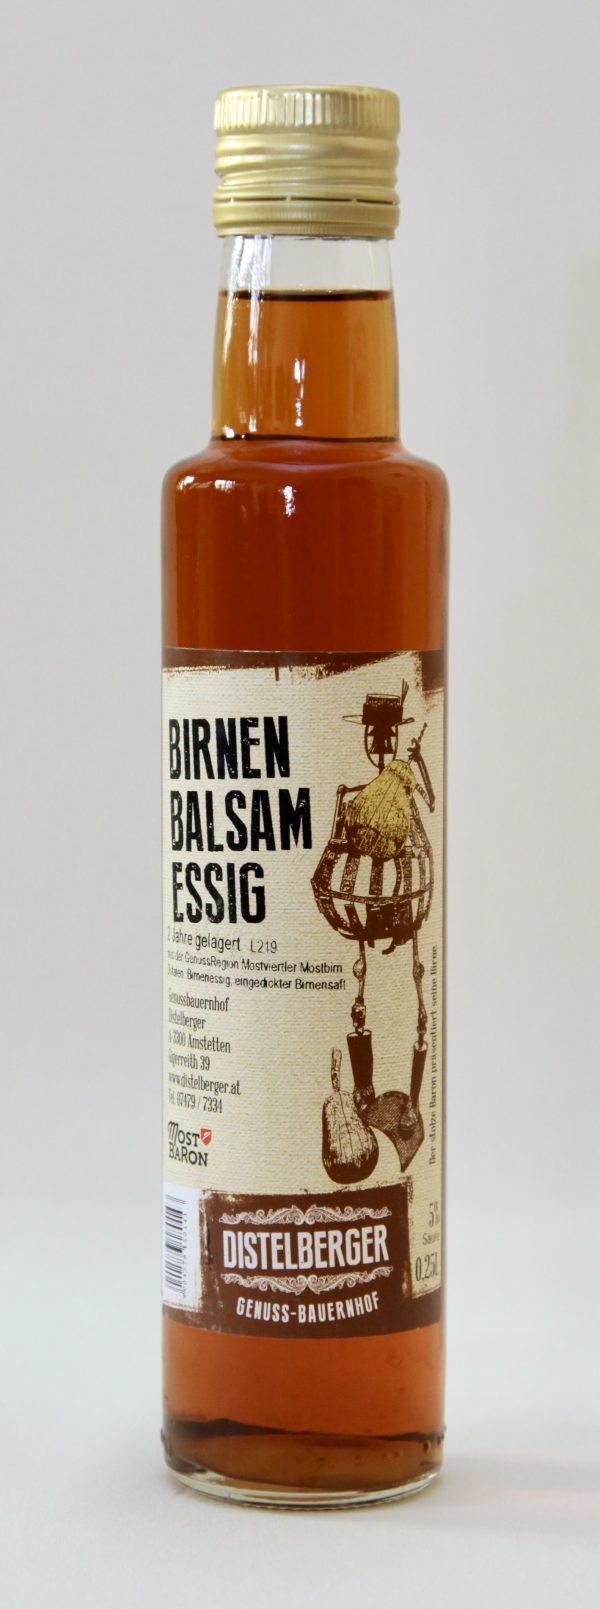 BIRNEN
BALSAM
ESSIG
2 Jahre gelagert L219
aus der GenussRegion Mostviertler Mostbirn
Zutaten: Birnenessig, eingedickter Birnensaft
Genussbauernhof
Distelberger
A-3300 Amstetten
Gigerreith 39
www.distelberger.at
Tel. 07479 / 7334
MOST
BARON
Der stolze Baron präsentiert seine Birne
DISTELBERGER
GENUSS-BAUERNHOF
5%
Säure
0,25L